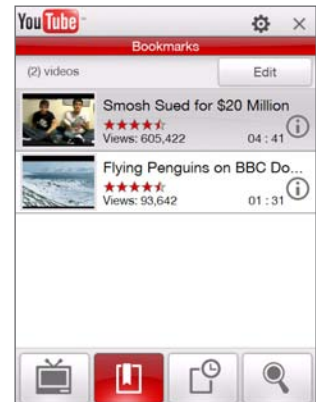 YouTube
Bookmarks
(2) videos
Edit
Smosh Sued for $20 Million
Views: 605,422
04 : 41
Flying Penguins on BBC Do...
Views: 93,642
01 : 31